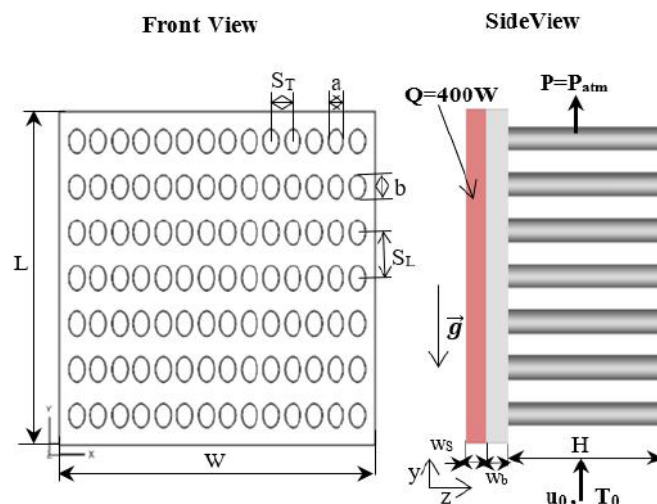 Front View
SideView
S_T
a
Q=400W
P=P_atm
b
L
S_L
g
Y
Z
X
W
w_s
w_b
H
y
z
u_0, T_0